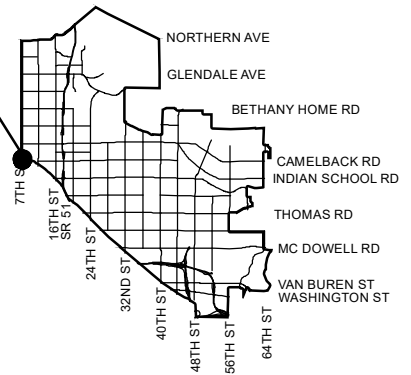 NORTHERN AVE
GLENDALE AVE
BETHANY HOME RD
CAMELBACK RD
INDIAN SCHOOL RD
THOMAS RD
MC DOWELL RD
VAN BUREN ST
WASHINGTON ST
7TH S
16TH ST
SR 51
24TH ST
32ND ST
40TH ST
48TH ST
56TH ST
64TH ST